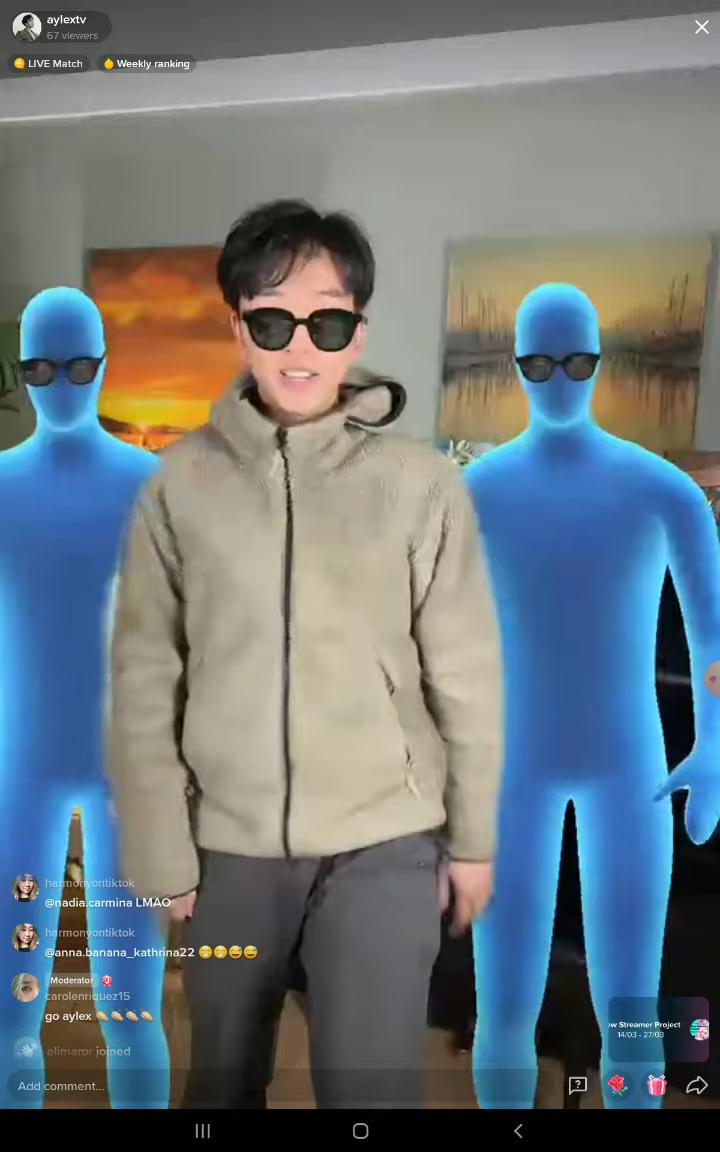 aylextv
67 viewers
LIVE Match
Weekly ranking
harmonyontiktok
@nadia.carmina LMAO
harmonyontiktok
@anna.banana_kathrina22 😁😁😅😅
Moderator
carolenriquez15
go aylex 👏👏👏👏
elimarpr joined
ow Streamer Project
14/03 - 27/03
Add comment...